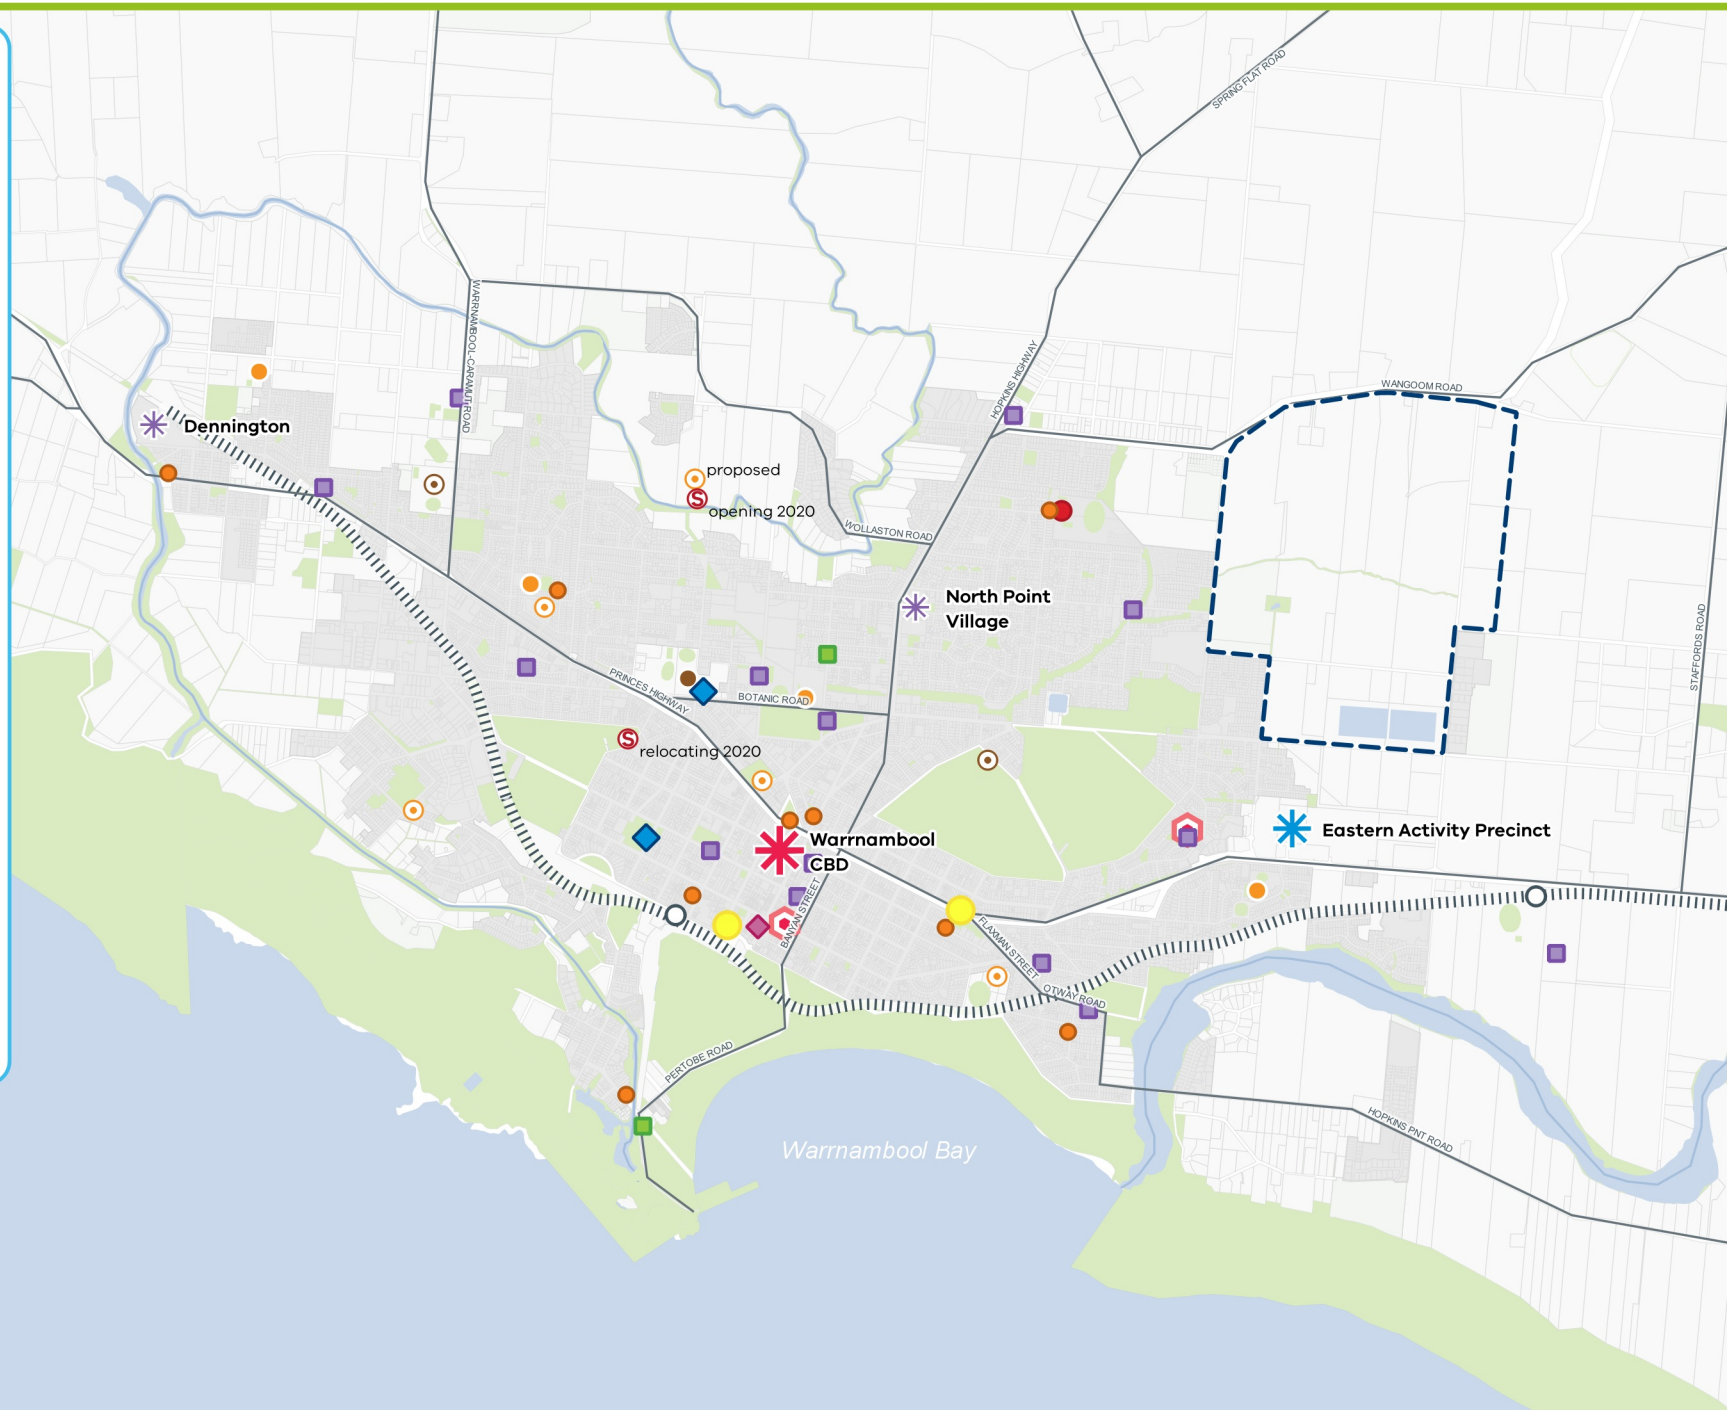 SPRING FLAT ROAD
WARRNAMBOOL-CARAMUT ROAD
HOPKINS HIGHWAY
WANGOOM ROAD
Dennington
proposed
S
opening 2020
WOLLASTON ROAD
North Point
Village
STAFFORDS ROAD
PRINCES HIGHWAY
BOTANIC ROAD
S
relocating 2020
Warrnambool
CBD
Eastern Activity Precinct
BANYAN STREET
FLAXMAN STREET
OTWAY ROAD
PERTOBE ROAD
HOPKINS PNT ROAD
Warrnambool Bay